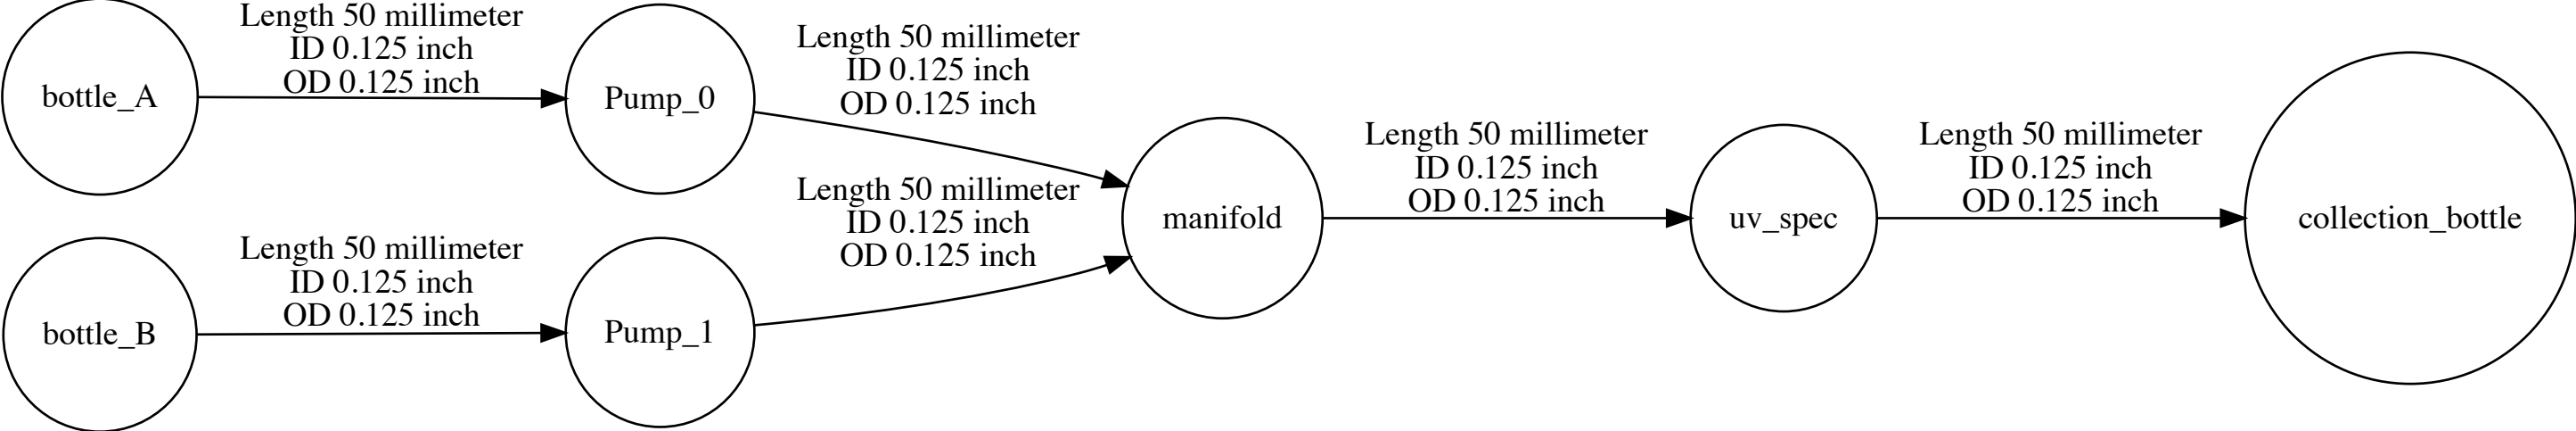 bottle_A
Length 50 millimeter
ID 0.125 inch
OD 0.125 inch
Pump_0
Length 50 millimeter
ID 0.125 inch
OD 0.125 inch
bottle_B
Length 50 millimeter
ID 0.125 inch
OD 0.125 inch
Pump_1
Length 50 millimeter
ID 0.125 inch
OD 0.125 inch
manifold
Length 50 millimeter
ID 0.125 inch
OD 0.125 inch
uv_spec
Length 50 millimeter
ID 0.125 inch
OD 0.125 inch
collection_bottle